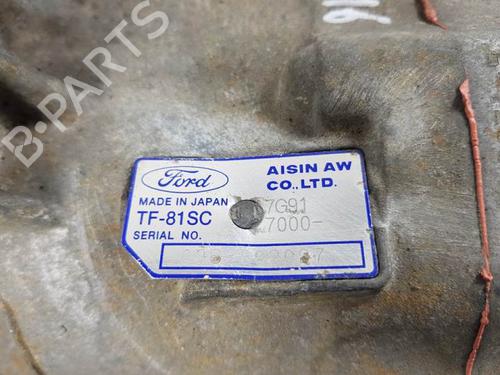 B-PARTS
Ford
AISIN AW
CO.,LTD.
MADE IN JAPAN
7G91
TF-81SC
7000-
SERIAL NO.